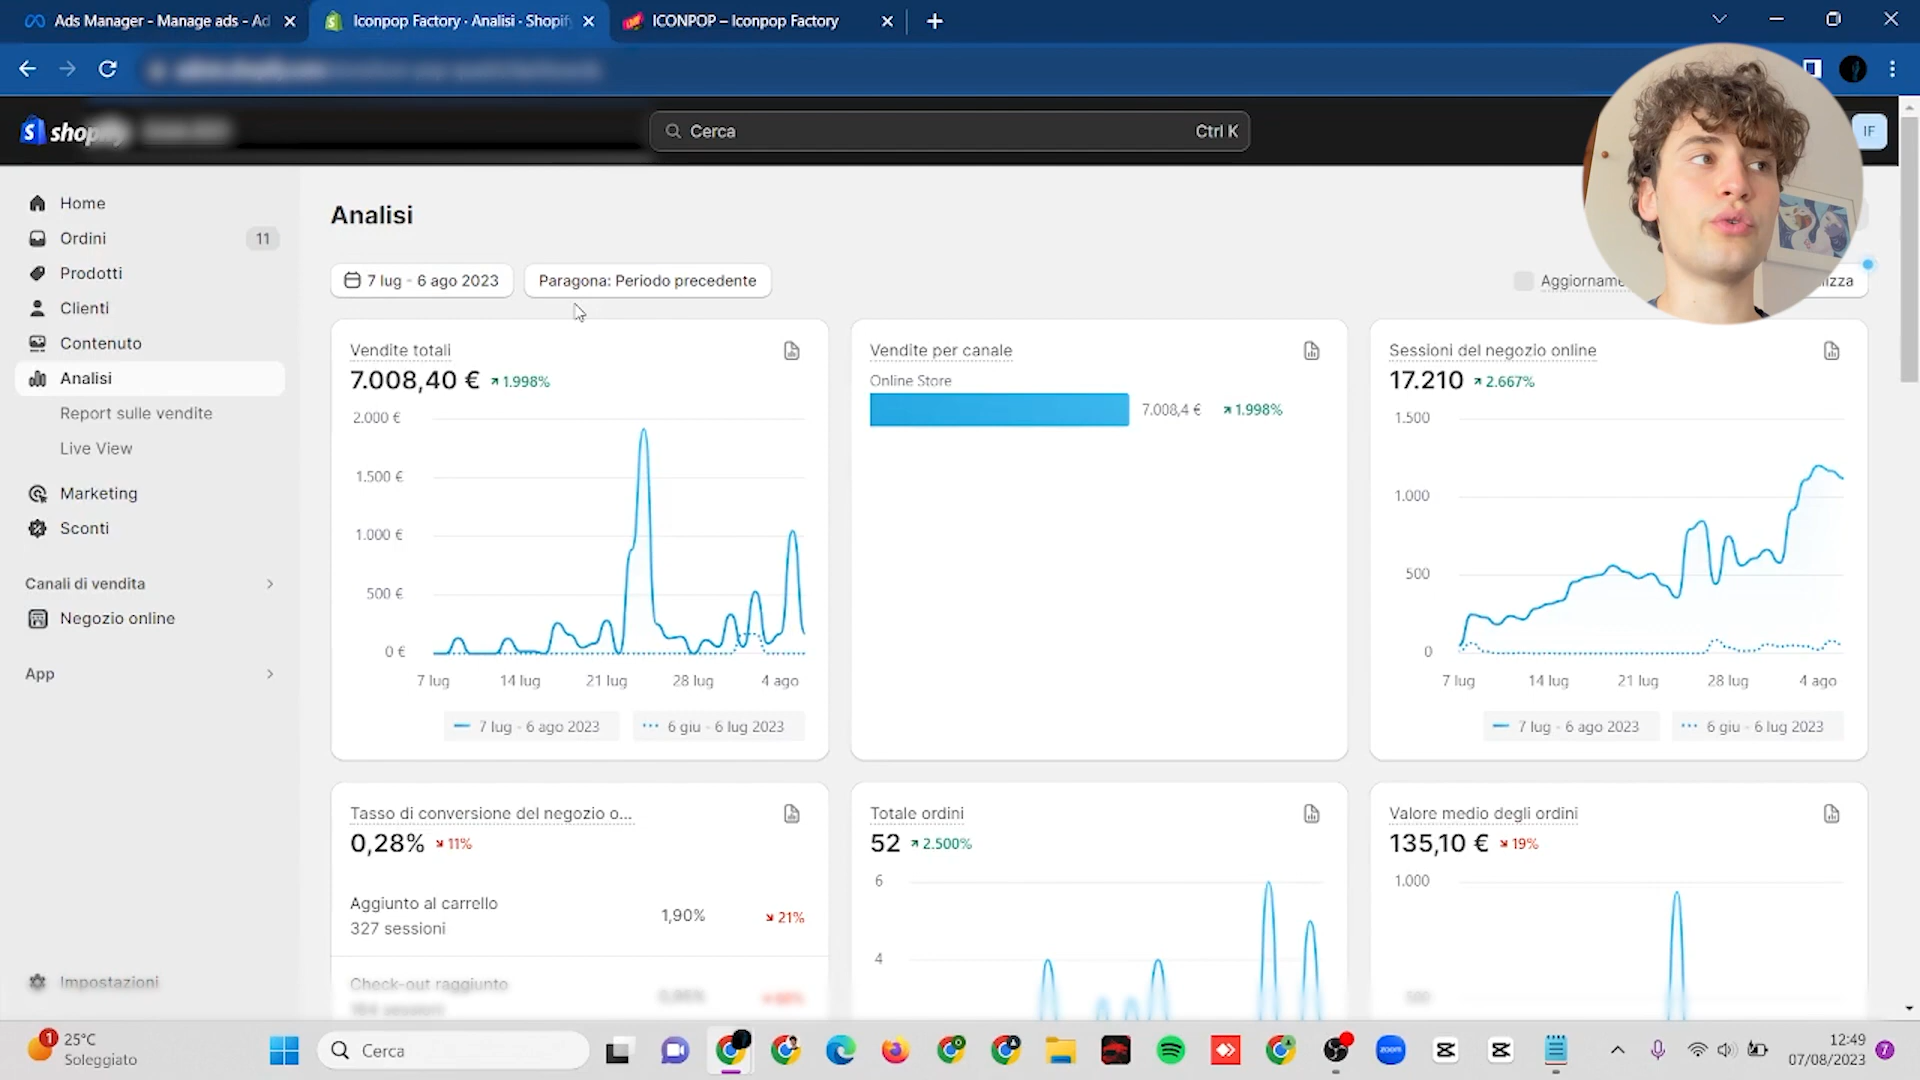 Ads Manager - Manage ads - Ad
Iconpop Factory · Analisi · Shopify
ICONPOP – Iconpop Factory
Cerca
Ctrl K
IF
Home
Ordini
11
Prodotti
Clienti
Contenuto
Analisi
Report sulle vendite
Live View
Marketing
Sconti
Canali di vendita
Negozio online
App
Impostazioni
Analisi
7 lug - 6 ago 2023
Paragona: Periodo precedente
Vendite totali
7.008,40 €
1.998%
2.000 €
1.500 €
1.000 €
500 €
0 €
7 lug
14 lug
21 lug
28 lug
4 ago
7 lug - 6 ago 2023
6 giu - 6 lug 2023
Vendite per canale
Online Store
7.008,4 €
1.998%
Sessioni del negozio online
17.210
2.667%
1.500
1.000
500
0
7 lug
14 lug
21 lug
28 lug
4 ago
7 lug - 6 ago 2023
6 giu - 6 lug 2023
Tasso di conversione del negozio o...
0,28%
11%
Aggiunto al carrello
327 sessioni
1,90%
21%
Check-out raggiunto
Totale ordini
52
2.500%
6
4
Valore medio degli ordini
135,10 €
19%
1.000
500
1
25°C
Soleggiato
Cerca
zoom
12:49
07/08/2023
7